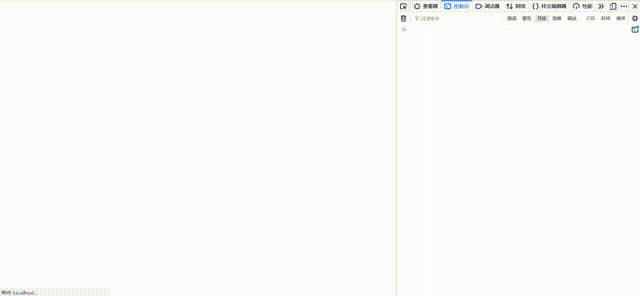 查看器 控制台 调试器 网络 样式编辑器 性能
过滤输出 错误 警告 日志 信息 调试 CSS XHR 请求
等待 localhost…